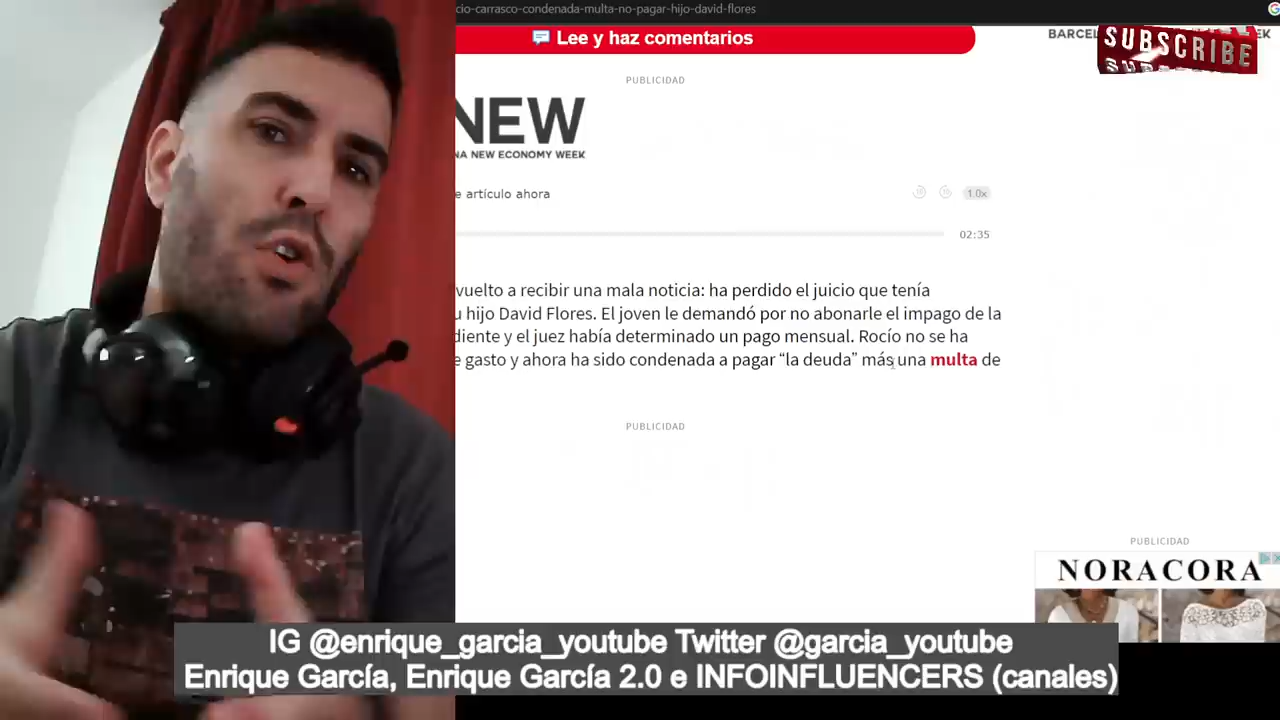 cio-carrasco-condenada-multa-no-pagar-hijo-david-flores
Lee y haz comentarios
BARCEL
EK
SUBSCRIBE
PUBLICIDAD
NEW
NA NEW ECONOMY WEEK
e artículo ahora
1.0x
02:35
vuelto a recibir una mala noticia: ha perdido el juicio que tenía
u hijo David Flores. El joven le demandó por no abonarle el impago de la
diente y el juez había determinado un pago mensual. Rocío no se ha
e gasto y ahora ha sido condenada a pagar “la deuda” más una multa de
PUBLICIDAD
PUBLICIDAD
NORACORA
IG @enrique_garcia_youtube Twitter @garcia_youtube
Enrique García, Enrique García 2.0 e INFOINFLUENCERS (canales)